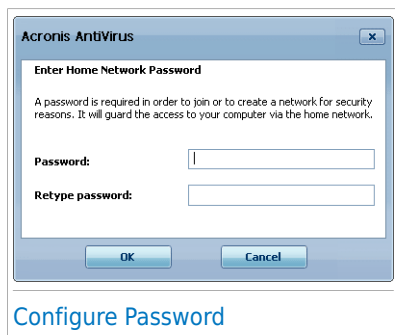 Acronis AntiVirus
Enter Home Network Password
A password is required in order to join or to create a network for security
reasons. It will guard the access to your computer via the home network.
Password:
Retype password:
OK Cancel
Configure Password